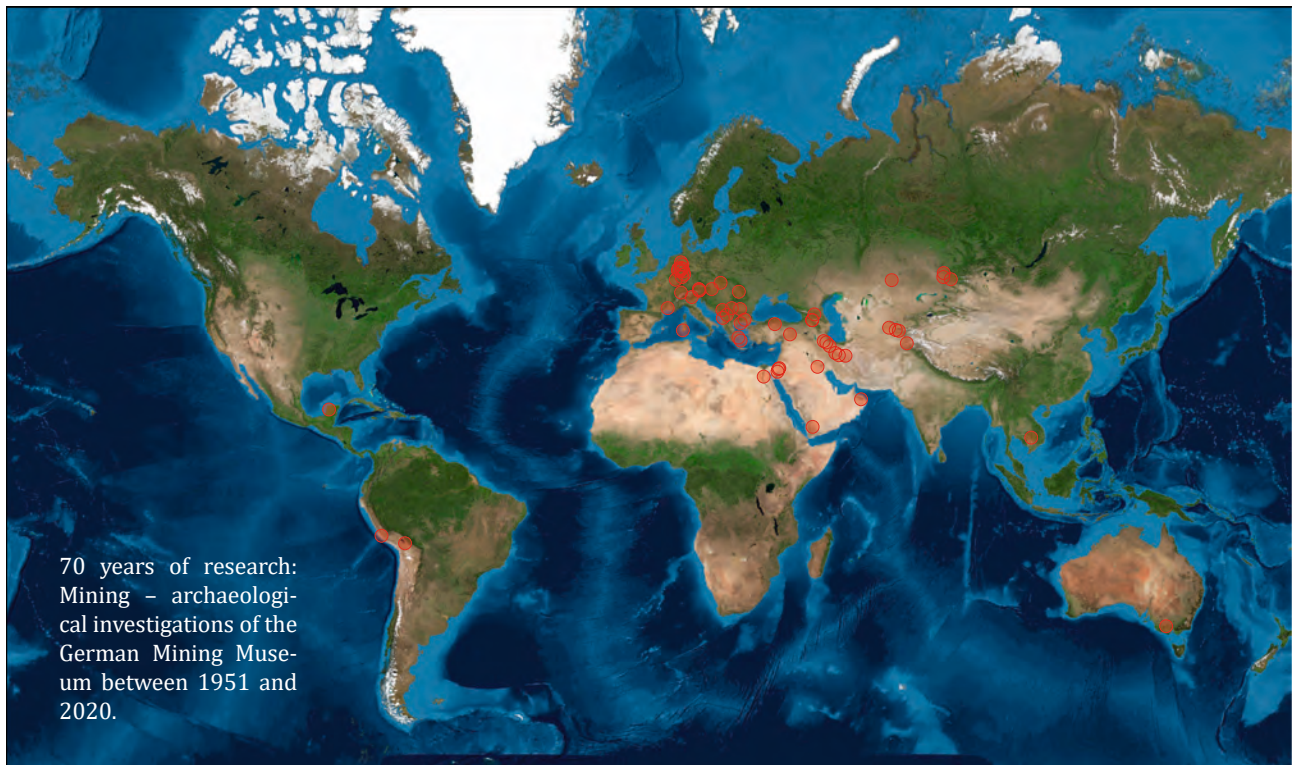 70 years of research:
Mining – archaeologi-
cal investigations of the
German Mining Muse-
um between 1951 and
2020.